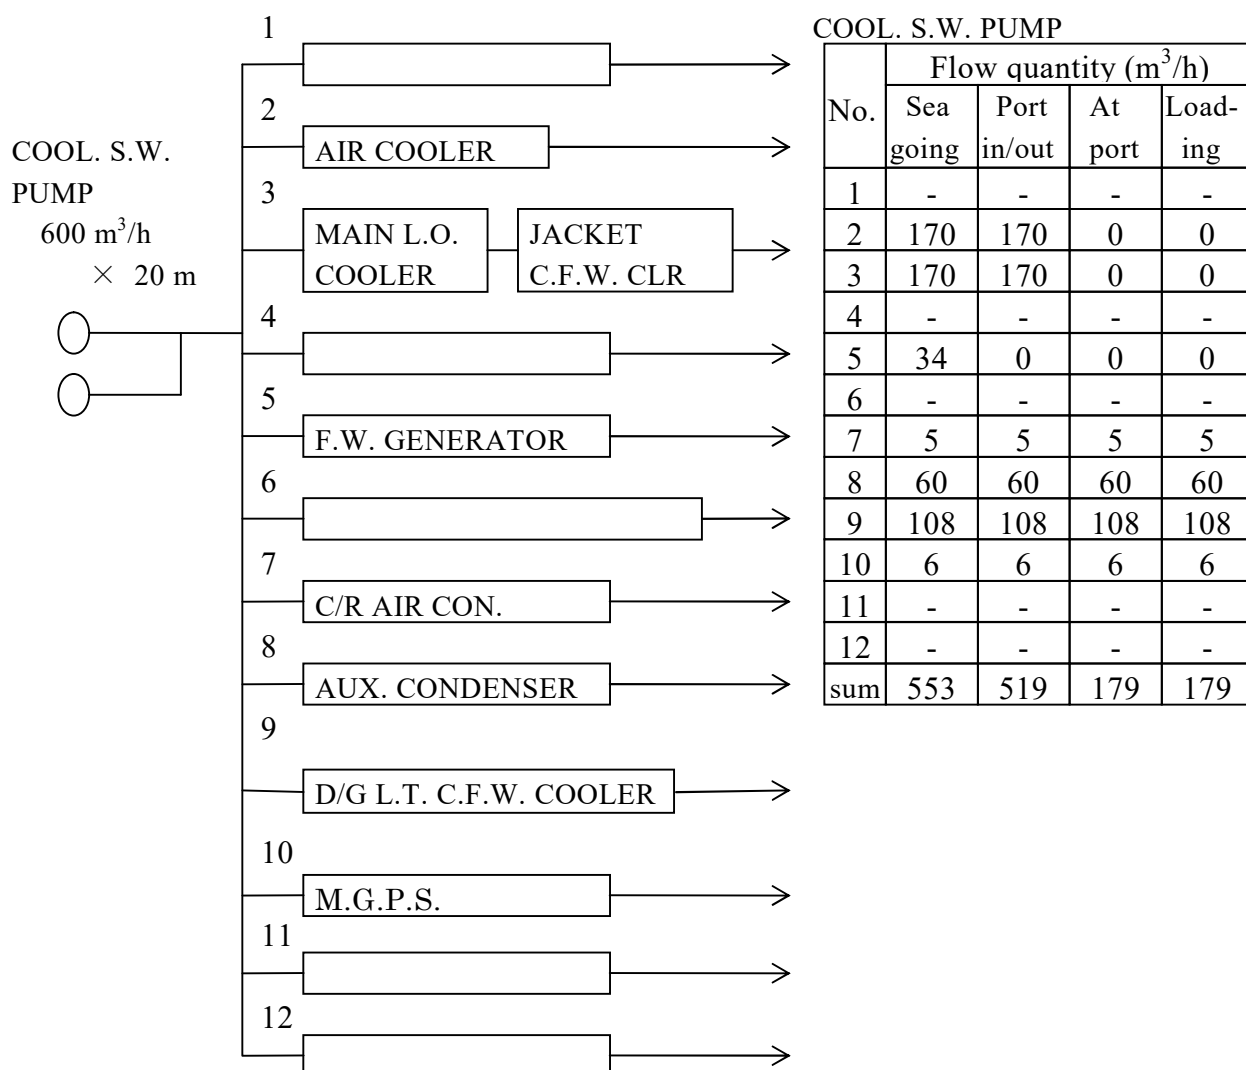 COOL. S.W.
PUMP
600 m³/h
× 20 m
1
2
AIR COOLER
3
MAIN L.O.
COOLER
JACKET
C.F.W. CLR
4
5
F.W. GENERATOR
6
7
C/R AIR CON.
8
AUX. CONDENSER
9
D/G L.T. C.F.W. COOLER
10
M.G.P.S.
11
12
COOL. S.W. PUMP
No. Flow quantity (m³/h)
Sea going Port in/out At port Load-ing
1 - - - -
2 170 170 0 0
3 170 170 0 0
4 - - - -
5 34 0 0 0
6 - - - -
7 5 5 5 5
8 60 60 60 60
9 108 108 108 108
10 6 6 6 6
11 - - - -
12 - - - -
sum 553 519 179 179